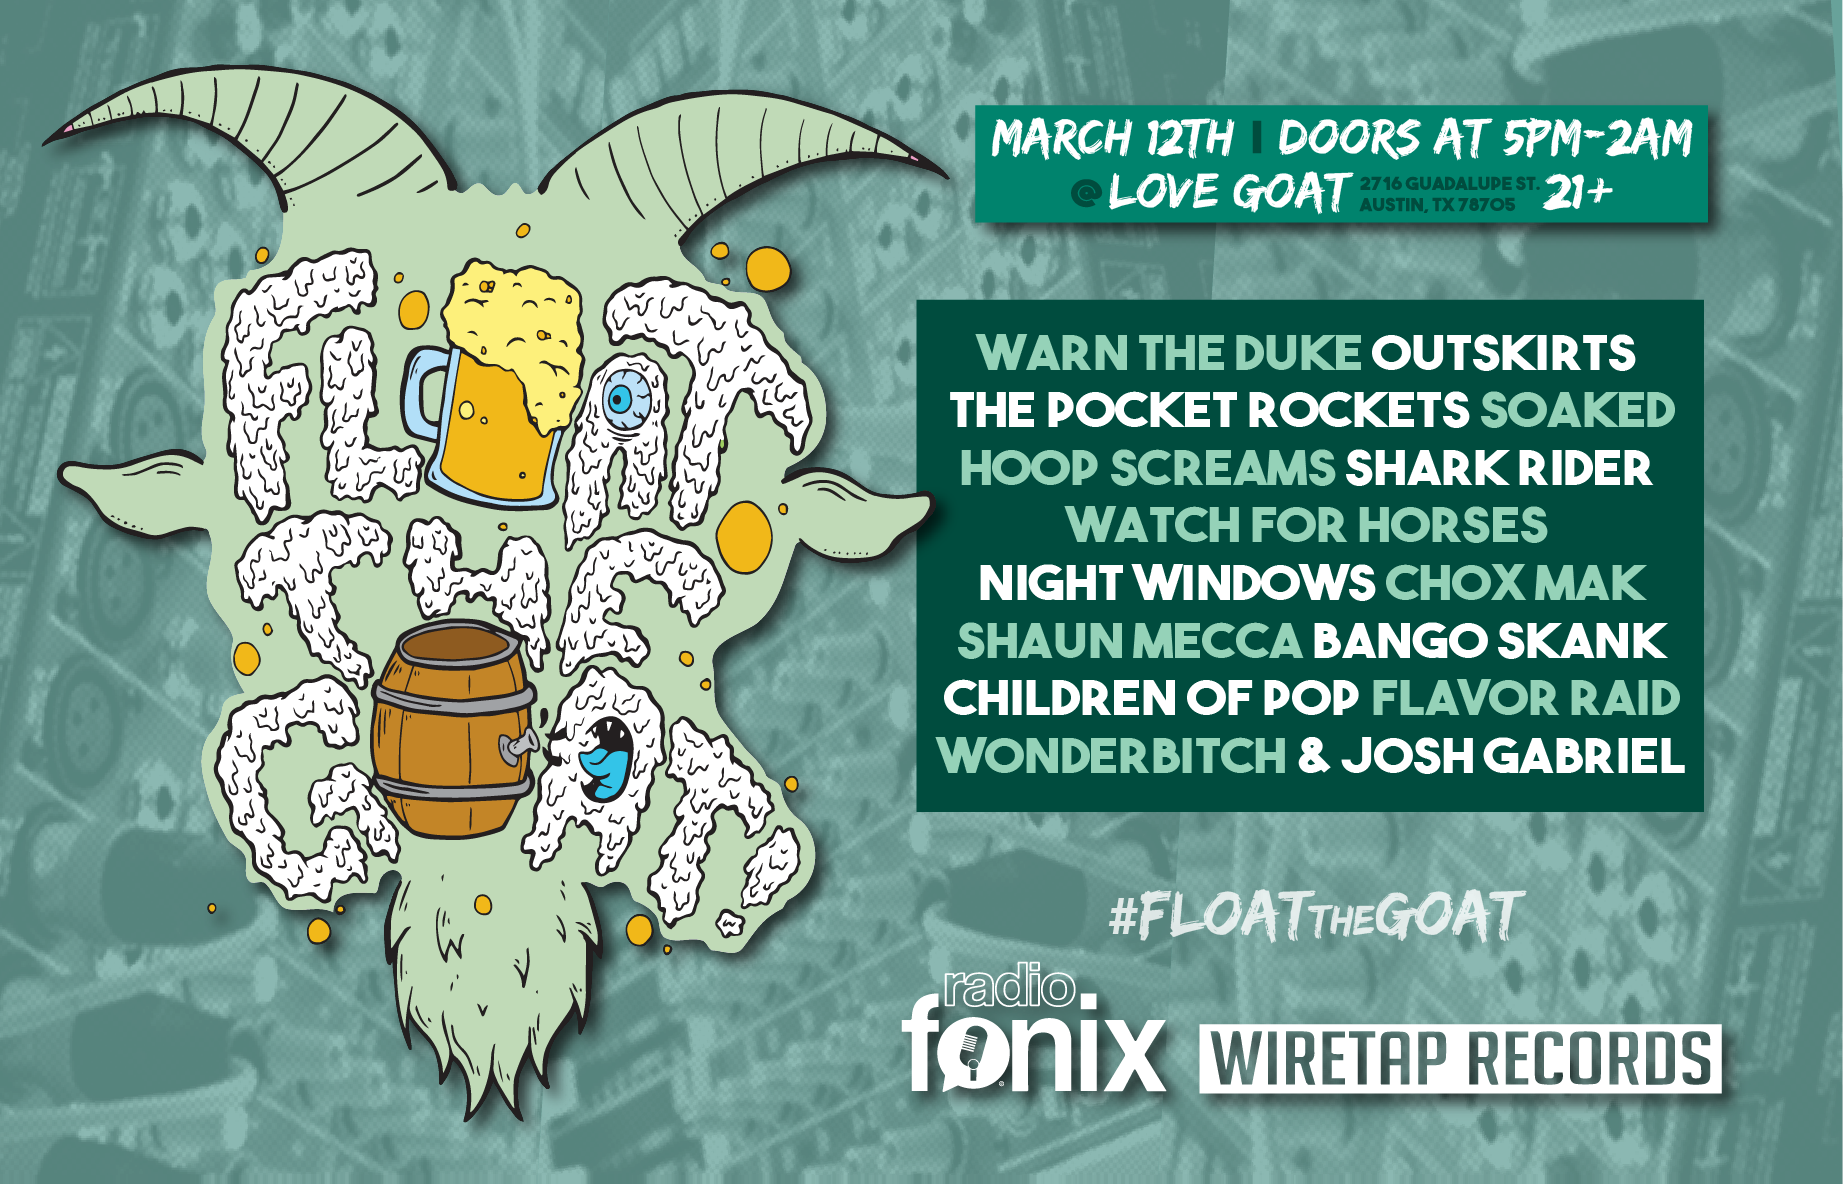 FLOAT
THE
GOAT
MARCH 12TH | DOORS AT 5PM-2AM
@ LOVE GOAT 2716 GUADALUPE ST. AUSTIN, TX 78705 21+
WARN THE DUKE OUTSKIRTS
THE POCKET ROCKETS SOAKED
HOOP SCREAMS SHARK RIDER
WATCH FOR HORSES
NIGHT WINDOWS CHOX MAK
SHAUN MECCA BANGO SKANK
CHILDREN OF POP FLAVOR RAID
WONDERBITCH & JOSH GABRIEL
#FLOATTHEGOAT
radio
fonix
WIRETAP RECORDS